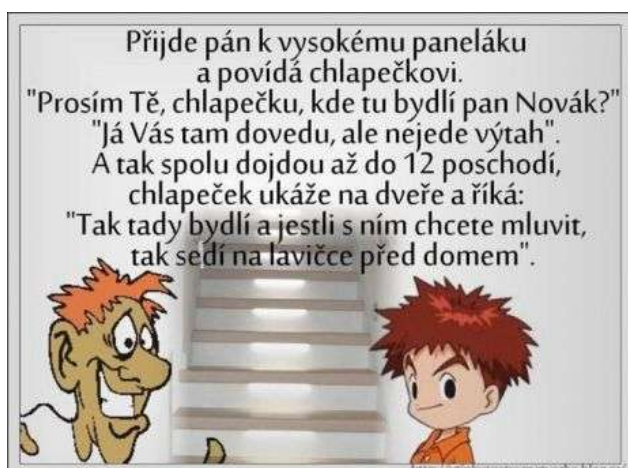 Přijde pán k vysokému paneláku
a povídá chlapečkovi.
"Prosím Tě, chlapečku, kde tu bydlí pan Novák?"
"Já Vás tam dovedu, ale nejede výtah".
A tak spolu dojdou až do 12 poschodí,
chlapeček ukáže na dveře a říká:
"Tak tady bydlí a jestli s ním chcete mluvit,
tak sedí na lavičce před domem".